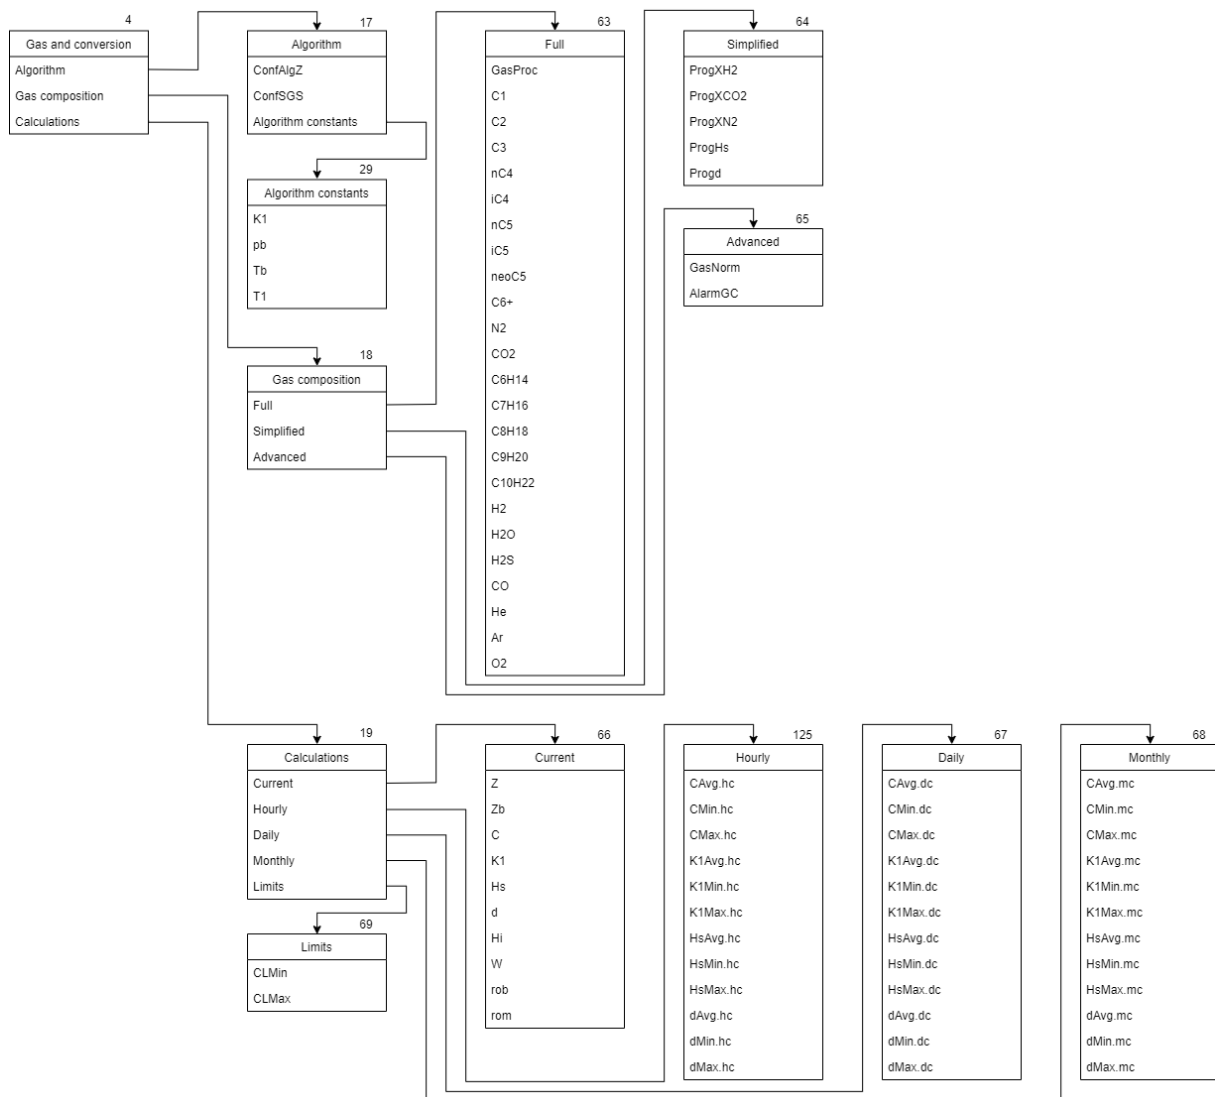 4
Gas and conversion
Algorithm
Gas composition
Calculations
17
Algorithm
ConfAlgZ
ConfSGS
Algorithm constants
29
Algorithm constants
K1
pb
Tb
T1
18
Gas composition
Full
Simplified
Advanced
63
Full
GasProc
C1
C2
C3
nC4
iC4
nC5
iC5
neoC5
C6+
N2
CO2
C6H14
C7H16
C8H18
C9H20
C10H22
H2
H2O
H2S
CO
He
Ar
O2
64
Simplified
ProgXH2
ProgXCO2
ProgXN2
ProgHs
Progd
65
Advanced
GasNorm
AlarmGC
19
Calculations
Current
Hourly
Daily
Monthly
Limits
69
Limits
CLMin
CLMax
66
Current
Z
Zb
C
K1
Hs
d
Hi
W
rob
rom
125
Hourly
CAvg.hc
CMin.hc
CMax.hc
K1Avg.hc
K1Min.hc
K1Max.hc
HsAvg.hc
HsMin.hc
HsMax.hc
dAvg.hc
dMin.hc
dMax.hc
67
Daily
CAvg.dc
CMin.dc
CMax.dc
K1Avg.dc
K1Min.dc
K1Max.dc
HsAvg.dc
HsMin.dc
HsMax.dc
dAvg.dc
dMin.dc
dMax.dc
68
Monthly
CAvg.mc
CMin.mc
CMax.mc
K1Avg.mc
K1Min.mc
K1Max.mc
HsAvg.mc
HsMin.mc
HsMax.mc
dAvg.mc
dMin.mc
dMax.mc